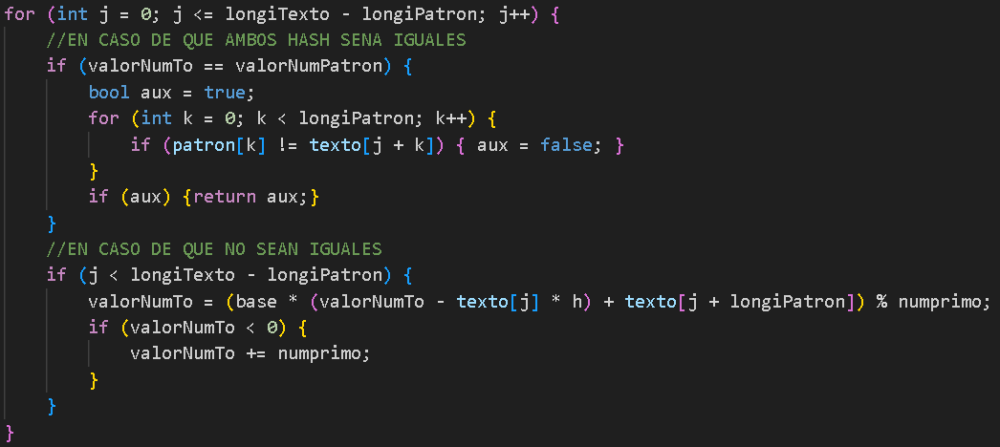 for (int j = 0; j <= longiTexto - longiPatron; j++) {
//EN CASO DE QUE AMBOS HASH SENA IGUALES
if (valorNumTo == valorNumPatron) {
bool aux = true;
for (int k = 0; k < longiPatron; k++) {
if (patron[k] != texto[j + k]) { aux = false; }
}
if (aux) {return aux;}
}
//EN CASO DE QUE NO SEAN IGUALES
if (j < longiTexto - longiPatron) {
valorNumTo = (base * (valorNumTo - texto[j] * h) + texto[j + longiPatron]) % numprimo;
if (valorNumTo < 0) {
valorNumTo += numprimo;
}
}
}